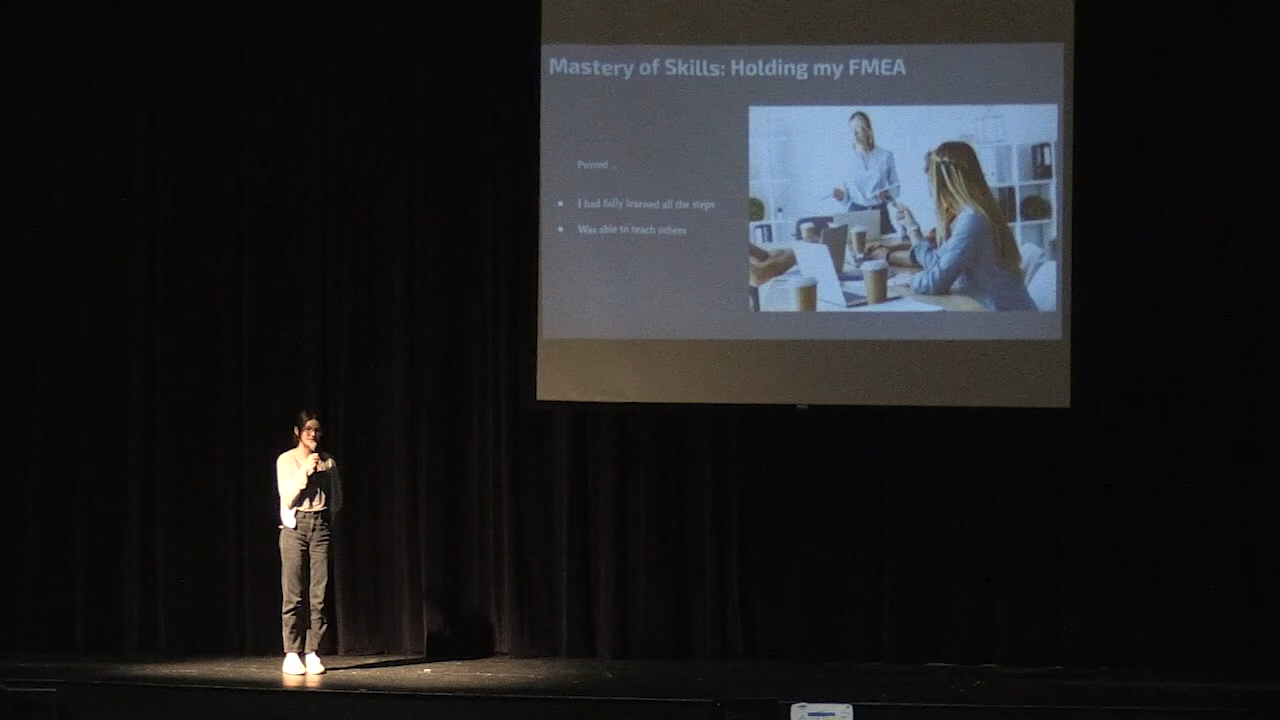 Mastery of Skills: Holding my FMEA
Proved ...
• I had fully learned all the steps
• Was able to teach others